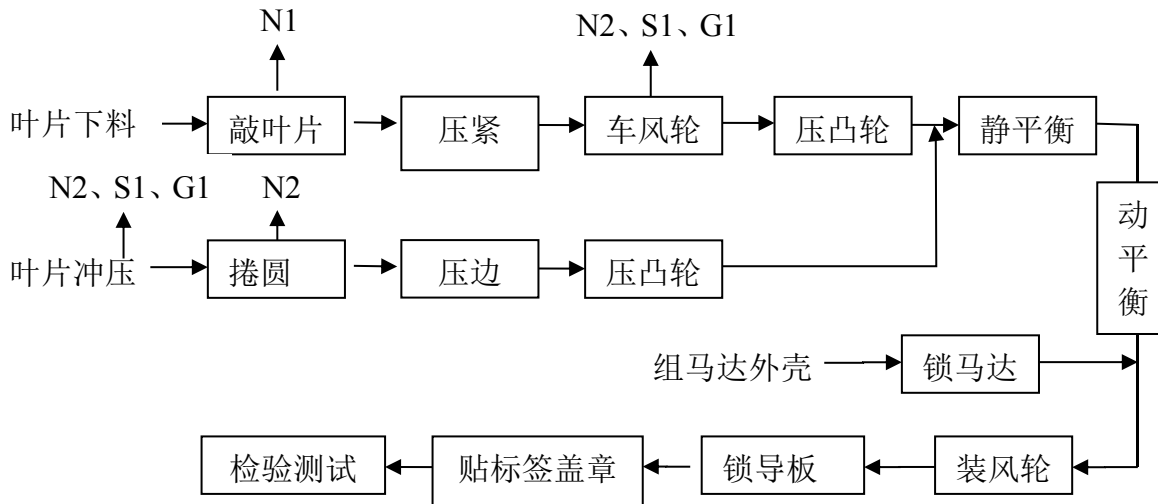 N1
N2、S1、G1
叶片下料
敲叶片
压紧
车风轮
压凸轮
静平衡
N2、S1、G1
N2
动平衡
叶片冲压
捲圆
压边
压凸轮
组马达外壳
锁马达
检验测试
贴标签盖章
锁导板
装风轮